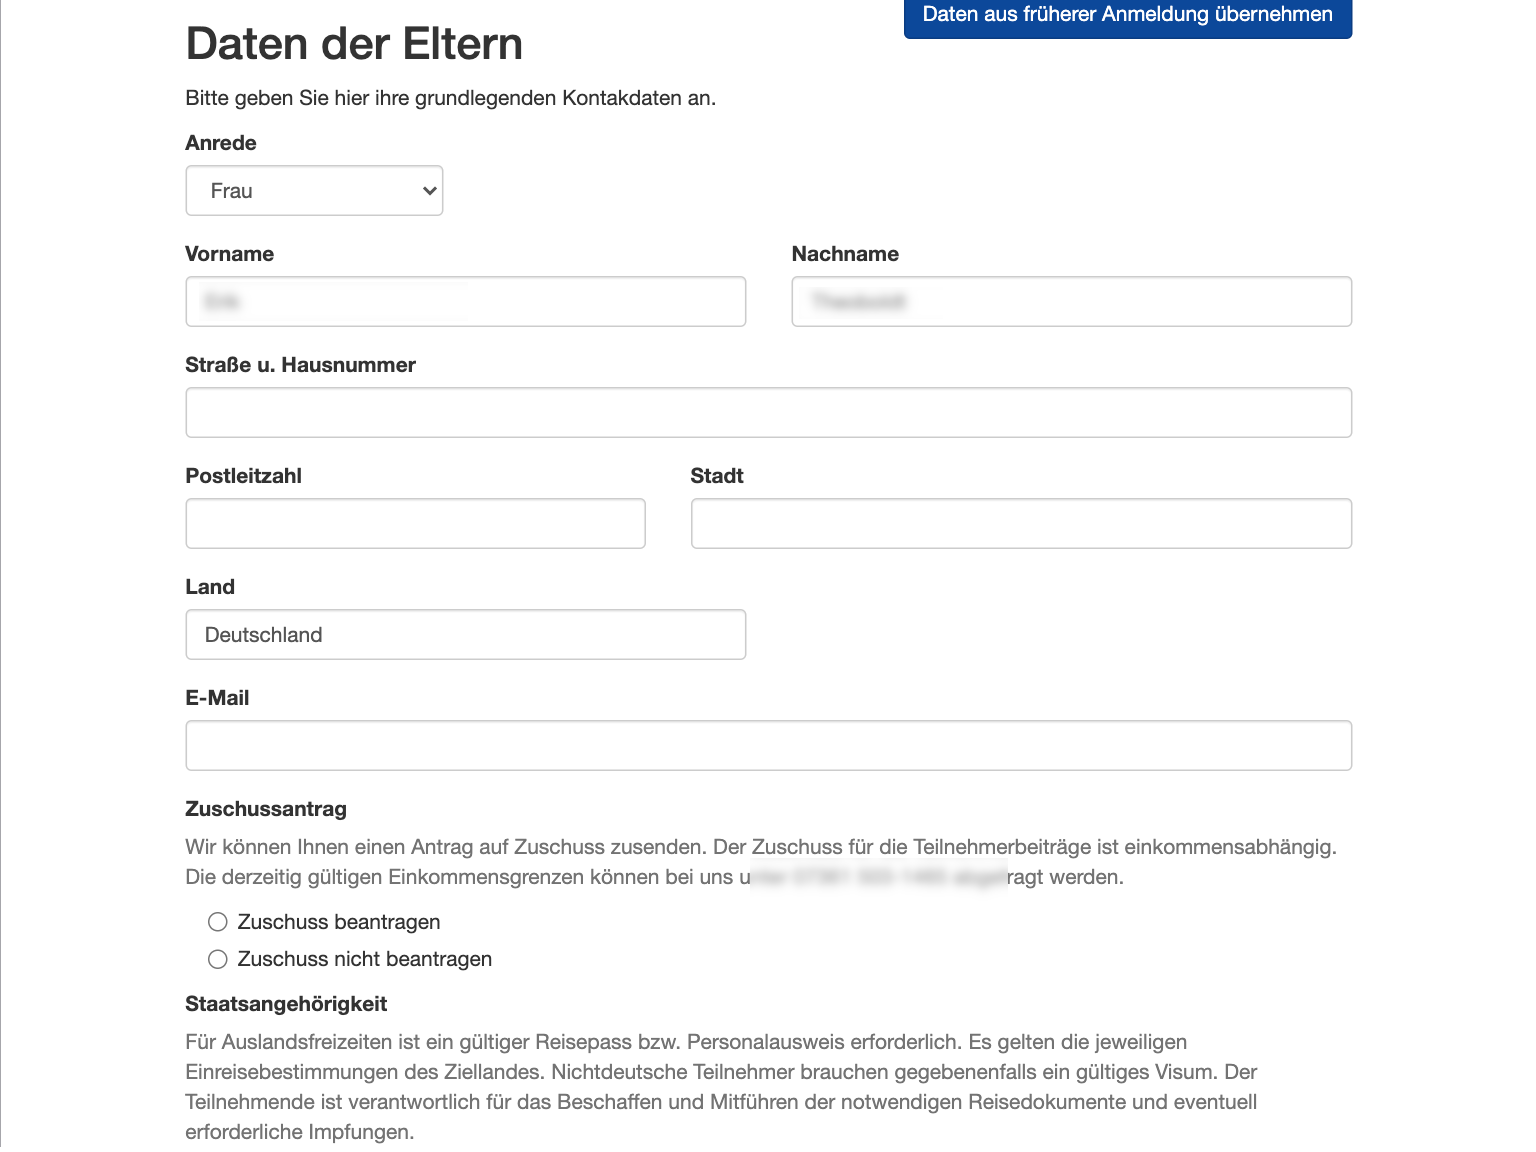 Daten aus früherer Anmeldung übernehmen
Daten der Eltern
Bitte geben Sie hier ihre grundlegenden Kontakdaten an.
Anrede
Frau
Vorname
Nachname
Straße u. Hausnummer
Postleitzahl
Stadt
Land
Deutschland
E-Mail
Zuschussantrag
Wir können Ihnen einen Antrag auf Zuschuss zusenden. Der Zuschuss für die Teilnehmerbeiträge ist einkommensabhängig.
Die derzeitig gültigen Einkommensgrenzen können bei uns werden.
Zuschuss beantragen
Zuschuss nicht beantragen
Staatsangehörigkeit
Für Auslandsfreizeiten ist ein gültiger Reisepass bzw. Personalausweis erforderlich. Es gelten die jeweiligen
Einreisebestimmungen des Ziellandes. Nichtdeutsche Teilnehmer brauchen gegebenenfalls ein gültiges Visum. Der
Teilnehmende ist verantwortlich für das Beschaffen und Mitführen der notwendigen Reisedokumente und eventuell
erforderliche Impfungen.